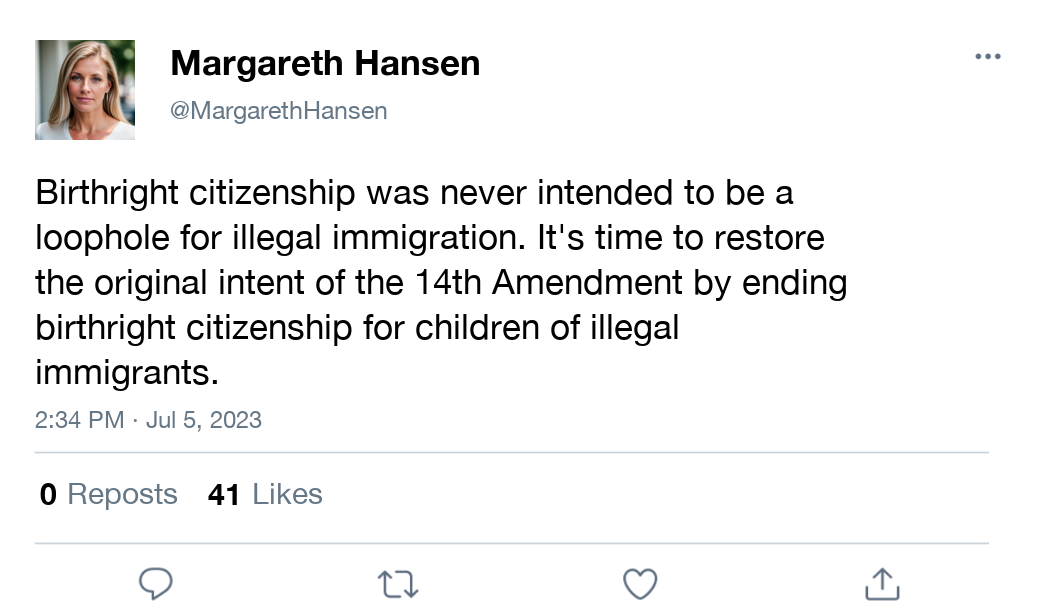 Margareth Hansen
@MargarethHansen
Birthright citizenship was never intended to be a
loophole for illegal immigration. It's time to restore
the original intent of the 14th Amendment by ending
birthright citizenship for children of illegal
immigrants.
2:34 PM · Jul 5, 2023
0 Reposts 41 Likes